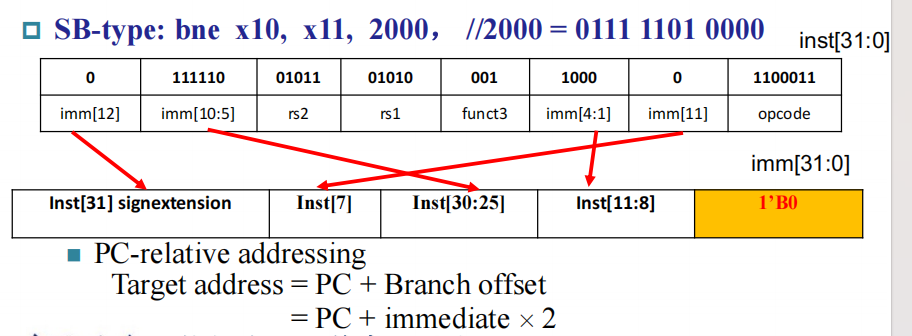 SB-type: bne x10, x11, 2000， //2000 = 0111 1101 0000
inst[31:0]
0 111110 01011 01010 001 1000 0 1100011
imm[12] imm[10:5] rs2 rs1 funct3 imm[4:1] imm[11] opcode
imm[31:0]
Inst[31] signextension Inst[7] Inst[30:25] Inst[11:8] 1’B0
PC-relative addressing
Target address = PC + Branch offset
= PC + immediate × 2